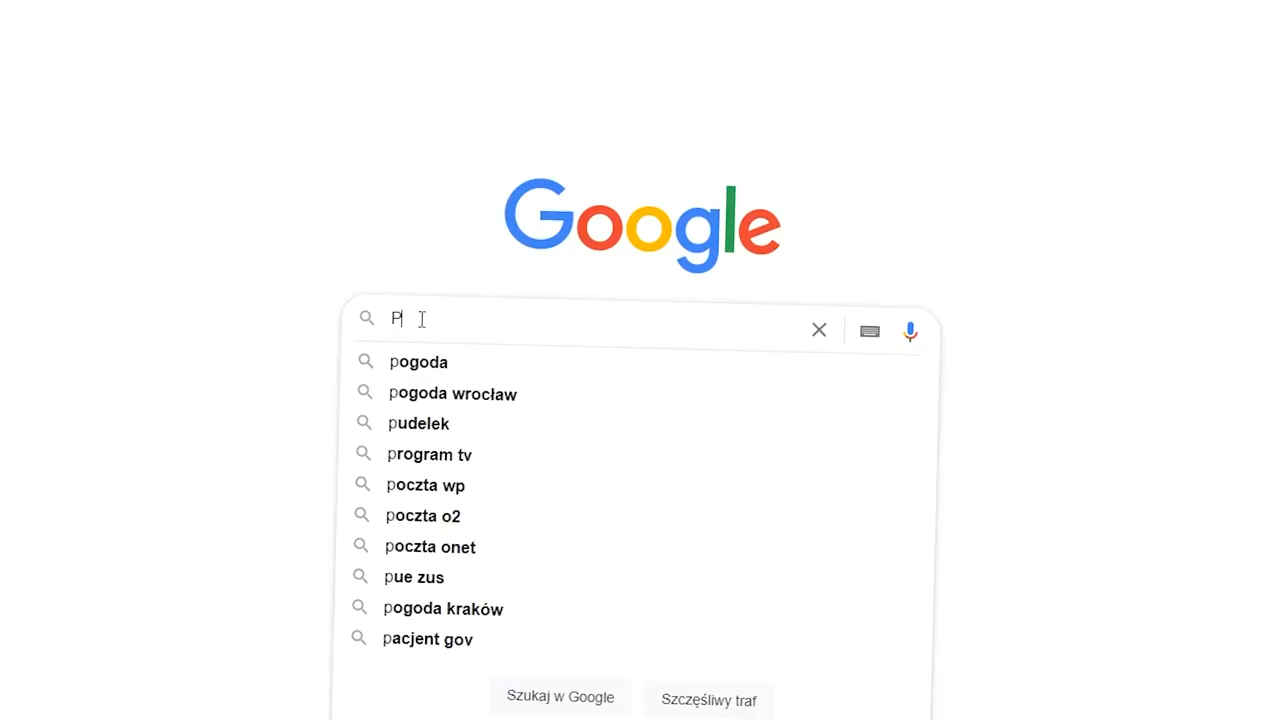 Google
P
pogoda
pogoda wrocław
pudelek
program tv
poczta wp
poczta o2
poczta onet
pue zus
pogoda kraków
pacjent gov
Szukaj w Google
Szczęśliwy traf